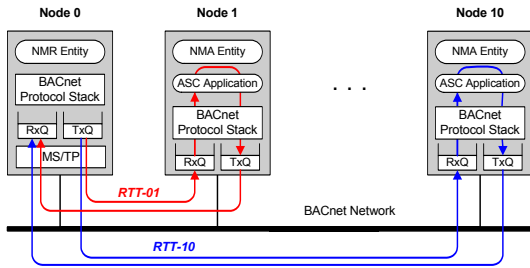 Node 0
Node 1
Node 10
NMR Entity
NMA Entity
NMA Entity
BACnet
Protocol Stack
ASC Application
. . .
ASC Application
BACnet
Protocol Stack
BACnet
Protocol Stack
RxQ
TxQ
MS/TP
RxQ
TxQ
RxQ
TxQ
RTT-01
BACnet Network
RTT-10